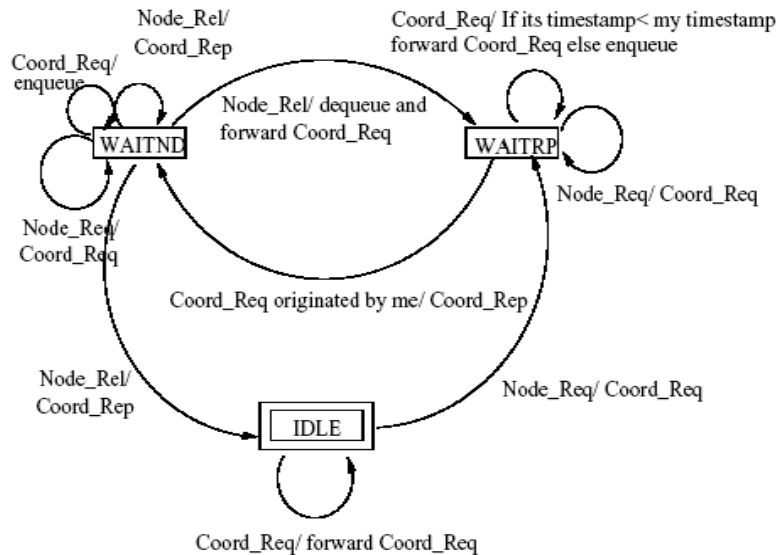 Node_Rel/
Coord_Rep
Coord_Req/ If its timestamp< my timestamp
forward Coord_Req else enqueue
Coord_Req/
enqueue
Node_Rel/ dequeue and
forward Coord_Req
WAITND
WAITRP
Node_Req/ Coord_Req
Node_Req/
Coord_Req
Coord_Req originated by me/ Coord_Rep
Node_Rel/
Coord_Rep
Node_Req/ Coord_Req
IDLE
Coord_Req/ forward Coord_Req